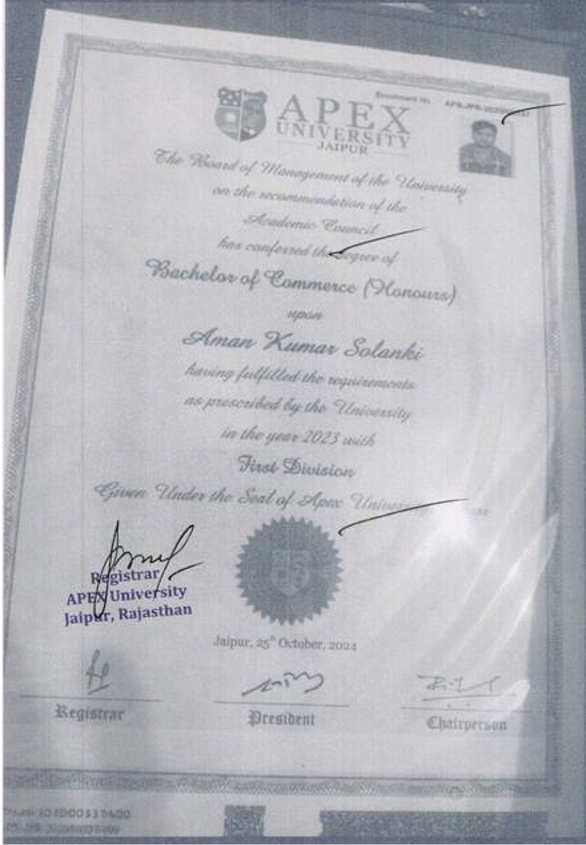 Enrolment No.
APEX
UNIVERSITY
JAIPUR
The Board of Management of the University
on the recommendation of the
Academic Council
has conferred the degree of
Bachelor of Commerce (Honours)
upon
Aman Kumar Solanki
having fulfilled the requirements
as prescribed by the University
in the year 2023 with
First Division
Given Under the Seal of Apex University,
Registrar
APEX University
Jaipur, Rajasthan
Jaipur, 25th October, 2024
Registrar
President
Chairperson